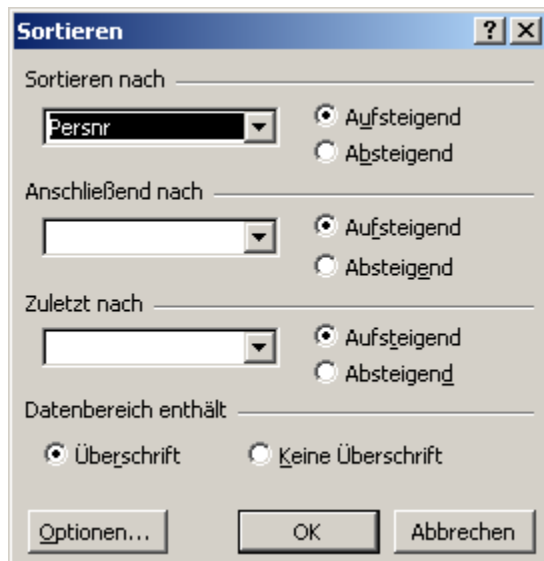 Sortieren
Sortieren nach
Persnr
Aufsteigend
Absteigend
Anschließend nach
Aufsteigend
Absteigend
Zuletzt nach
Aufsteigend
Absteigend
Datenbereich enthält
Überschrift
Keine Überschrift
Optionen...
OK
Abbrechen